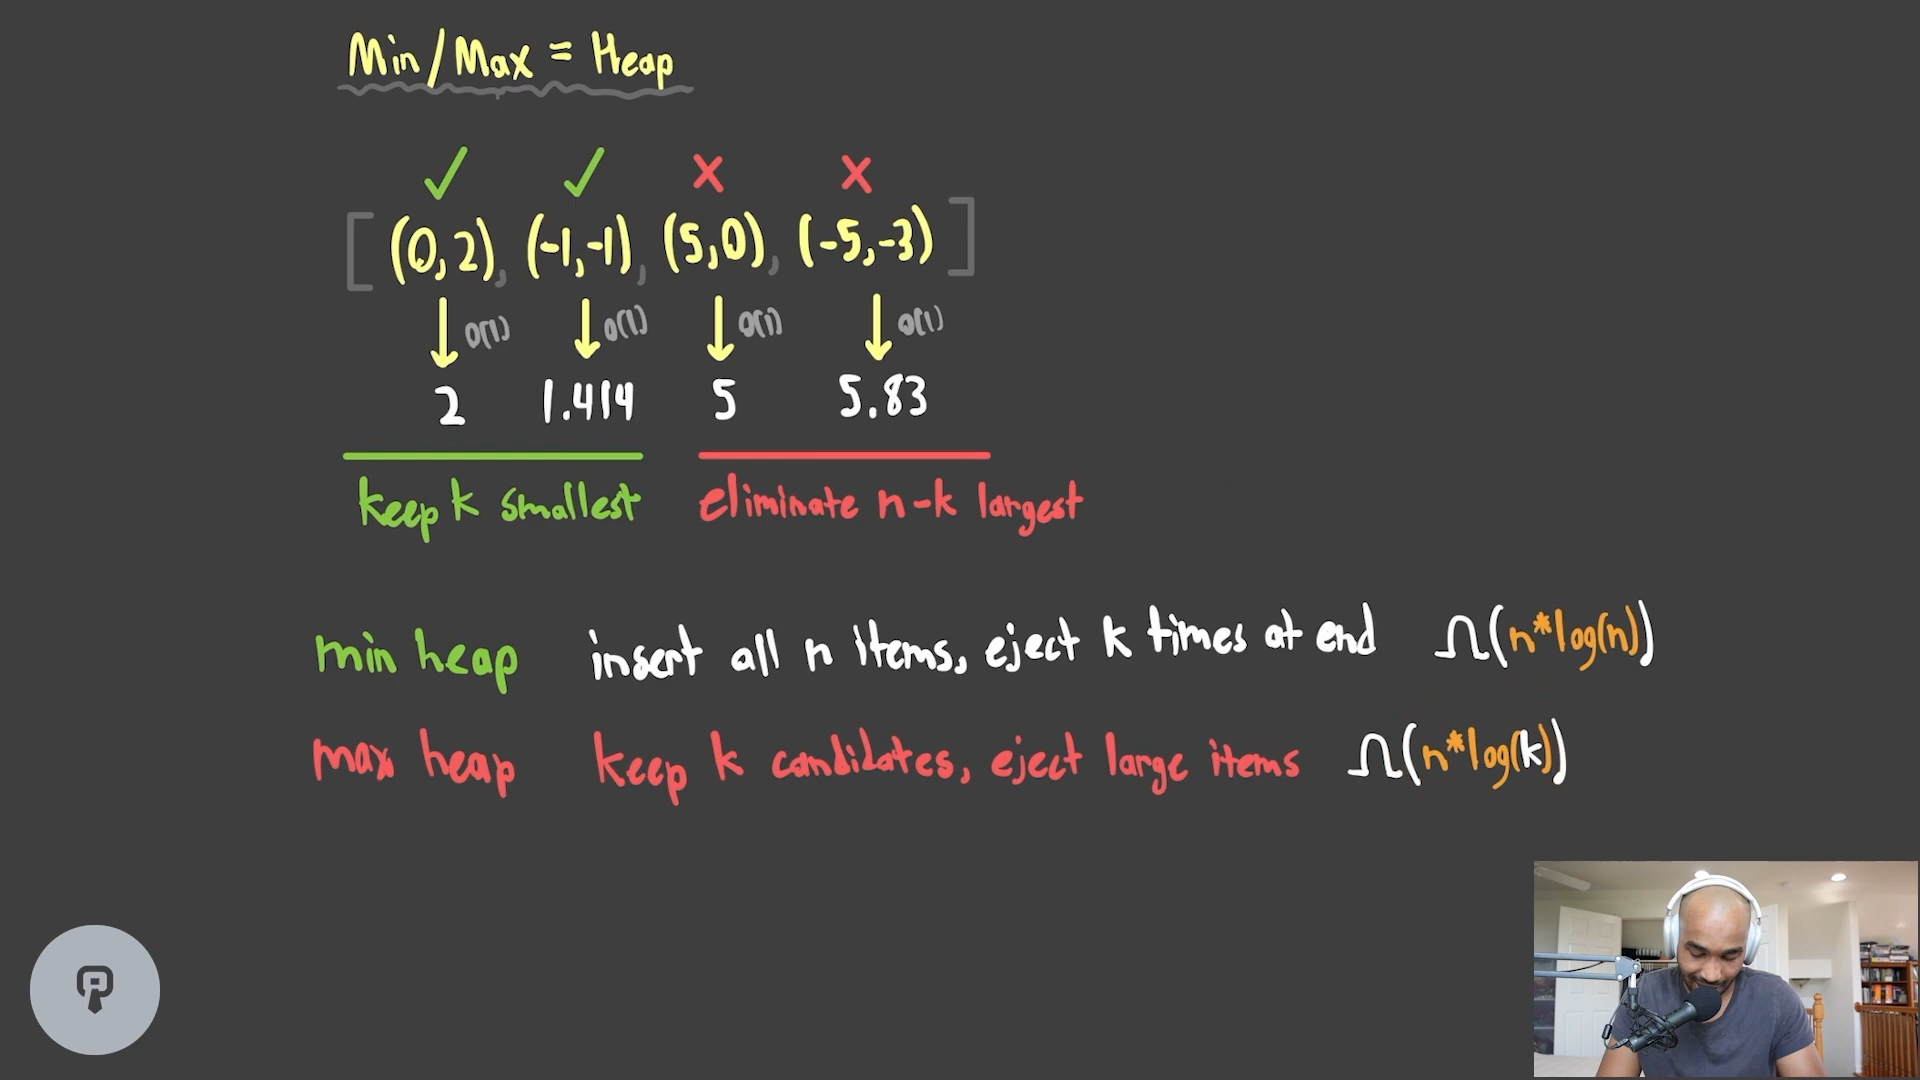 Min/Max = Heap
[(0,2), (-1,-1), (5,0), (-5,-3)]
O(1) O(1) O(1) O(1)
2 1.414 5 5.83
keep k smallest eliminate n-k largest
min heap insert all n items, eject k times at end Ω(n*log(n))
max heap keep k candidates, eject large items Ω(n*log(k))